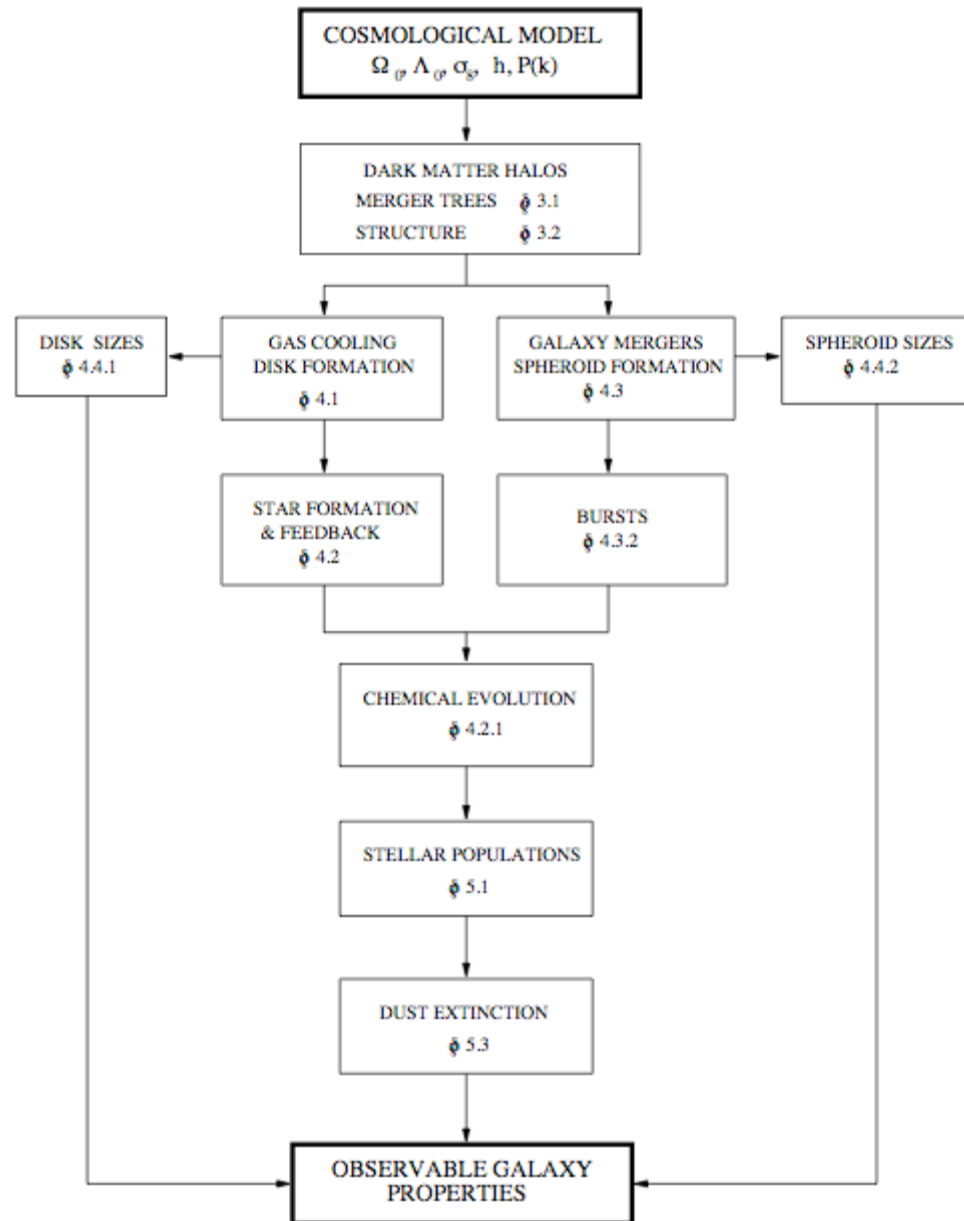 COSMOLOGICAL MODEL
Ω₀, Λ₀, σ₈, h, P(k)
DARK MATTER HALOS
MERGER TREES § 3.1
STRUCTURE § 3.2
DISK SIZES
§ 4.4.1
GAS COOLING
DISK FORMATION
§ 4.1
GALAXY MERGERS
SPHEROID FORMATION
§ 4.3
SPHEROID SIZES
§ 4.4.2
STAR FORMATION
& FEEDBACK
§ 4.2
BURSTS
§ 4.3.2
CHEMICAL EVOLUTION
§ 4.2.1
STELLAR POPULATIONS
§ 5.1
DUST EXTINCTION
§ 5.3
OBSERVABLE GALAXY
PROPERTIES